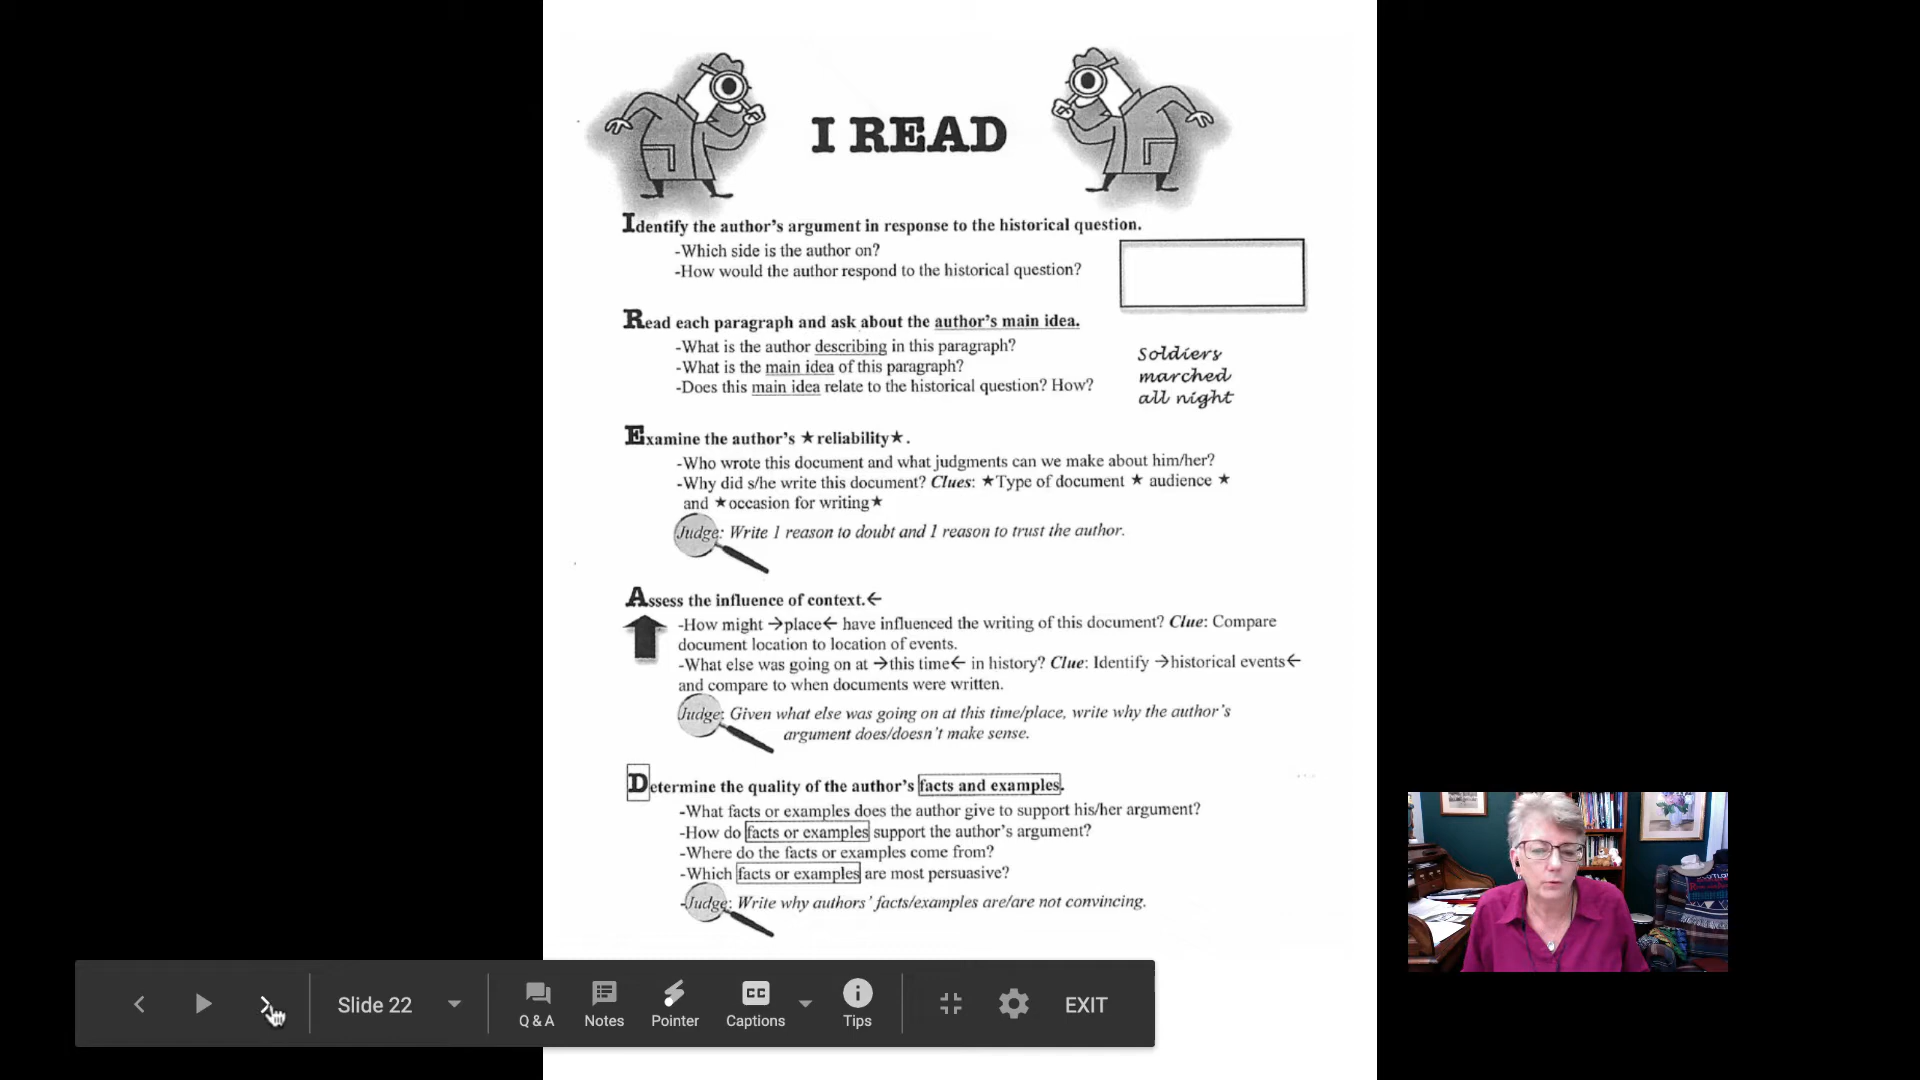 I READ
Identify the author's argument in response to the historical question.
-Which side is the author on?
-How would the author respond to the historical question?
Read each paragraph and ask about the author's main idea.
-What is the author describing in this paragraph?
-What is the main idea of this paragraph?
-Does this main idea relate to the historical question? How?
Soldiers
marched
all night
Examine the author's ★reliability★.
-Who wrote this document and what judgments can we make about him/her?
-Why did s/he write this document? Clues: ★Type of document ★ audience ★
and ★occasion for writing★
Judge: Write 1 reason to doubt and 1 reason to trust the author.
Assess the influence of context.←
-How might →place← have influenced the writing of this document? Clue: Compare
document location to location of events.
-What else was going on at →this time← in history? Clue: Identify →historical events←
and compare to when documents were written.
Judge: Given what else was going on at this time/place, write why the author's
argument does/doesn't make sense.
Determine the quality of the author's facts and examples.
-What facts or examples does the author give to support his/her argument?
-How do facts or examples support the author's argument?
-Where do the facts or examples come from?
-Which facts or examples are most persuasive?
-Judge: Write why authors' facts/examples are/are not convincing.
Slide 22
Q & A
Notes
Pointer
CC
Captions
Tips
EXIT